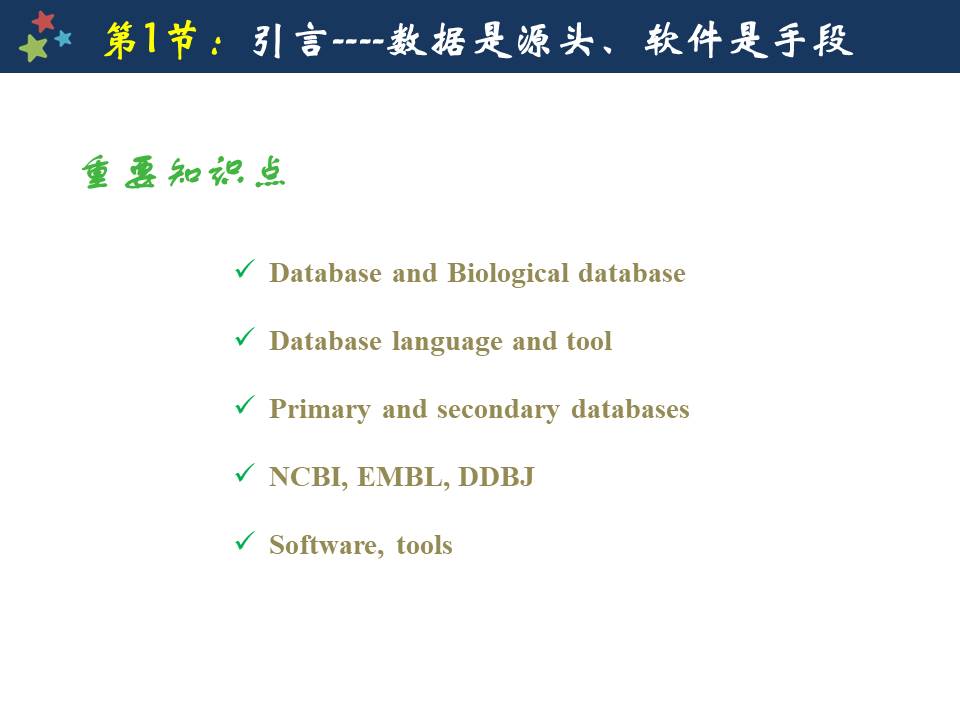 第1节：引言----数据是源头、软件是手段
重要知识点
✓ Database and Biological database
✓ Database language and tool
✓ Primary and secondary databases
✓ NCBI, EMBL, DDBJ
✓ Software, tools